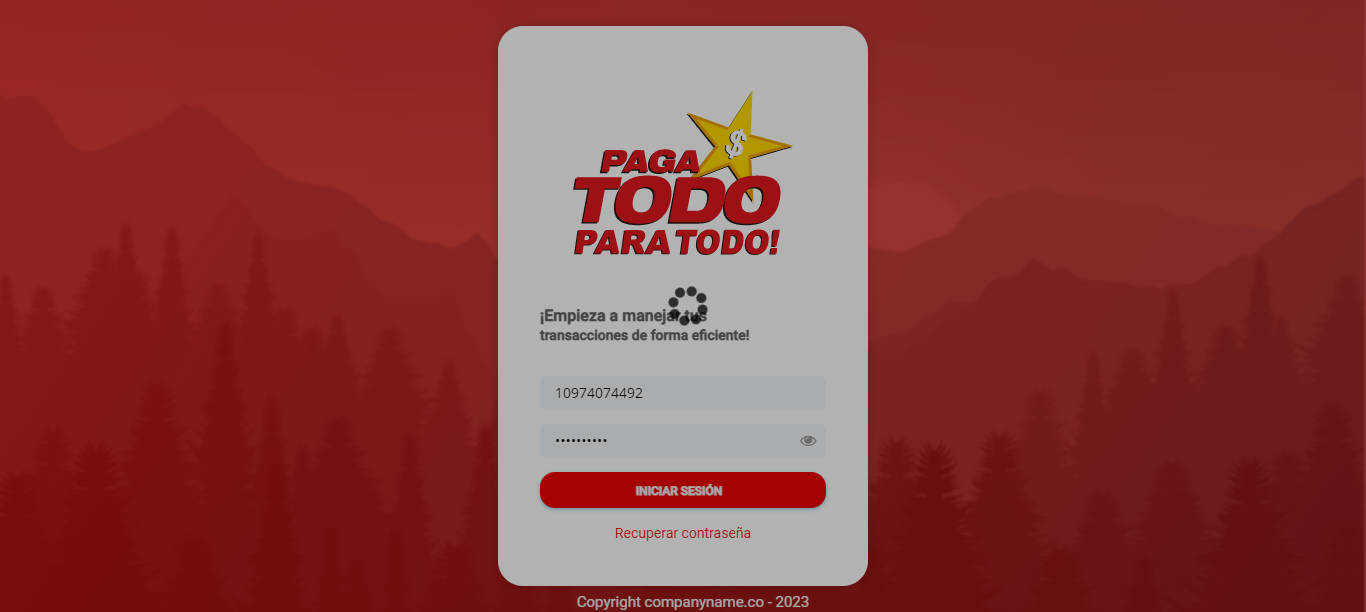 PAGA
TODO
PARA TODO!
¡Empieza a manejar tus
transacciones de forma eficiente!
10974074492
••••••••••
INICIAR SESIÓN
Recuperar contraseña
Copyright companyname.co - 2023